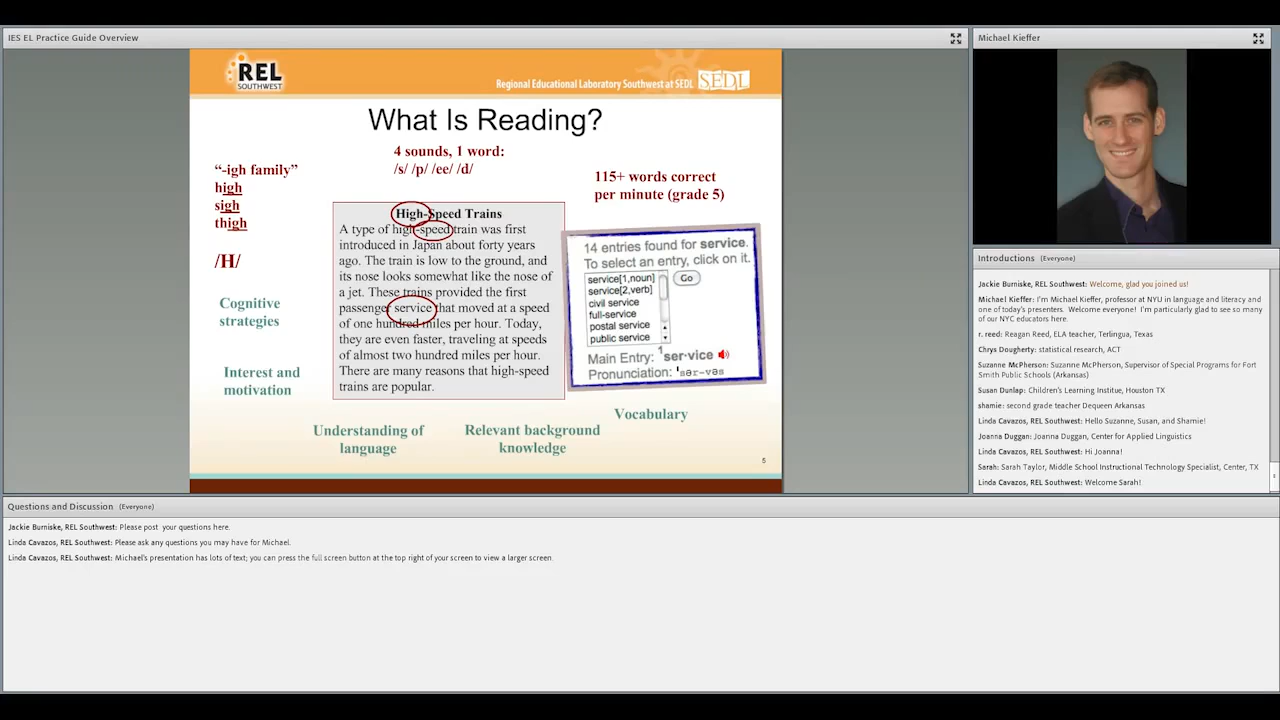 IES EL Practice Guide Overview
REL
SOUTHWEST
Regional Educational Laboratory Southwest at SEDL
SEDL
What Is Reading?
4 sounds, 1 word:
/s/ /p/ /ee/ /d/
“-igh family”
high
sigh
thigh
/H/
115+ words correct
per minute (grade 5)
High-Speed Trains
A type of high-speed train was first
introduced in Japan about forty years
ago. The train is low to the ground, and
its nose looks somewhat like the nose of
a jet. These trains provided the first
passenger service that moved at a speed
of one hundred miles per hour. Today,
they are even faster, traveling at speeds
of almost two hundred miles per hour.
There are many reasons that high-speed
trains are popular.
14 entries found for service.
To select an entry, click on it.
service[1,noun]
service[2,verb]
civil service
full-service
postal service
public service
Go
Main Entry: 1ser·vice
Pronunciation: 'sər-vəs
Cognitive
strategies
Interest and
motivation
Understanding of
language
Relevant background
knowledge
Vocabulary
5
Michael Kieffer
Introductions (Everyone)
Jackie Burniske, REL Southwest: Welcome, glad you joined us!
Michael Kieffer: I'm Michael Kieffer, professor at NYU in language and literacy and
one of today's presenters. Welcome everyone! I'm particularly glad to see so many
of our NYC educators here.
r. reed: Reagan Reed, ELA teacher, Terlingua, Texas
Chrys Dougherty: statistical research, ACT
Suzanne McPherson: Suzanne McPherson, Supervisor of Special Programs for Fort
Smith Public Schools (Arkansas)
Susan Dunlap: Children's Learning Institue, Houston TX
shamie: second grade teacher Dequeen Arkansas
Linda Cavazos, REL Southwest: Hello Suzanne, Susan, and Shamie!
Joanna Duggan: Joanna Duggan, Center for Applied Linguistics
Linda Cavazos, REL Southwest: Hi Joanna!
Sarah: Sarah Taylor, Middle School Instructional Technology Specialist, Center, TX
Linda Cavazos, REL Southwest: Welcome Sarah!
Questions and Discussion (Everyone)
Jackie Burniske, REL Southwest: Please post your questions here.
Linda Cavazos, REL Southwest: Please ask any questions you may have for Michael.
Linda Cavazos, REL Southwest: Michael's presentation has lots of text; you can press the full screen button at the top right of your screen to view a larger screen.